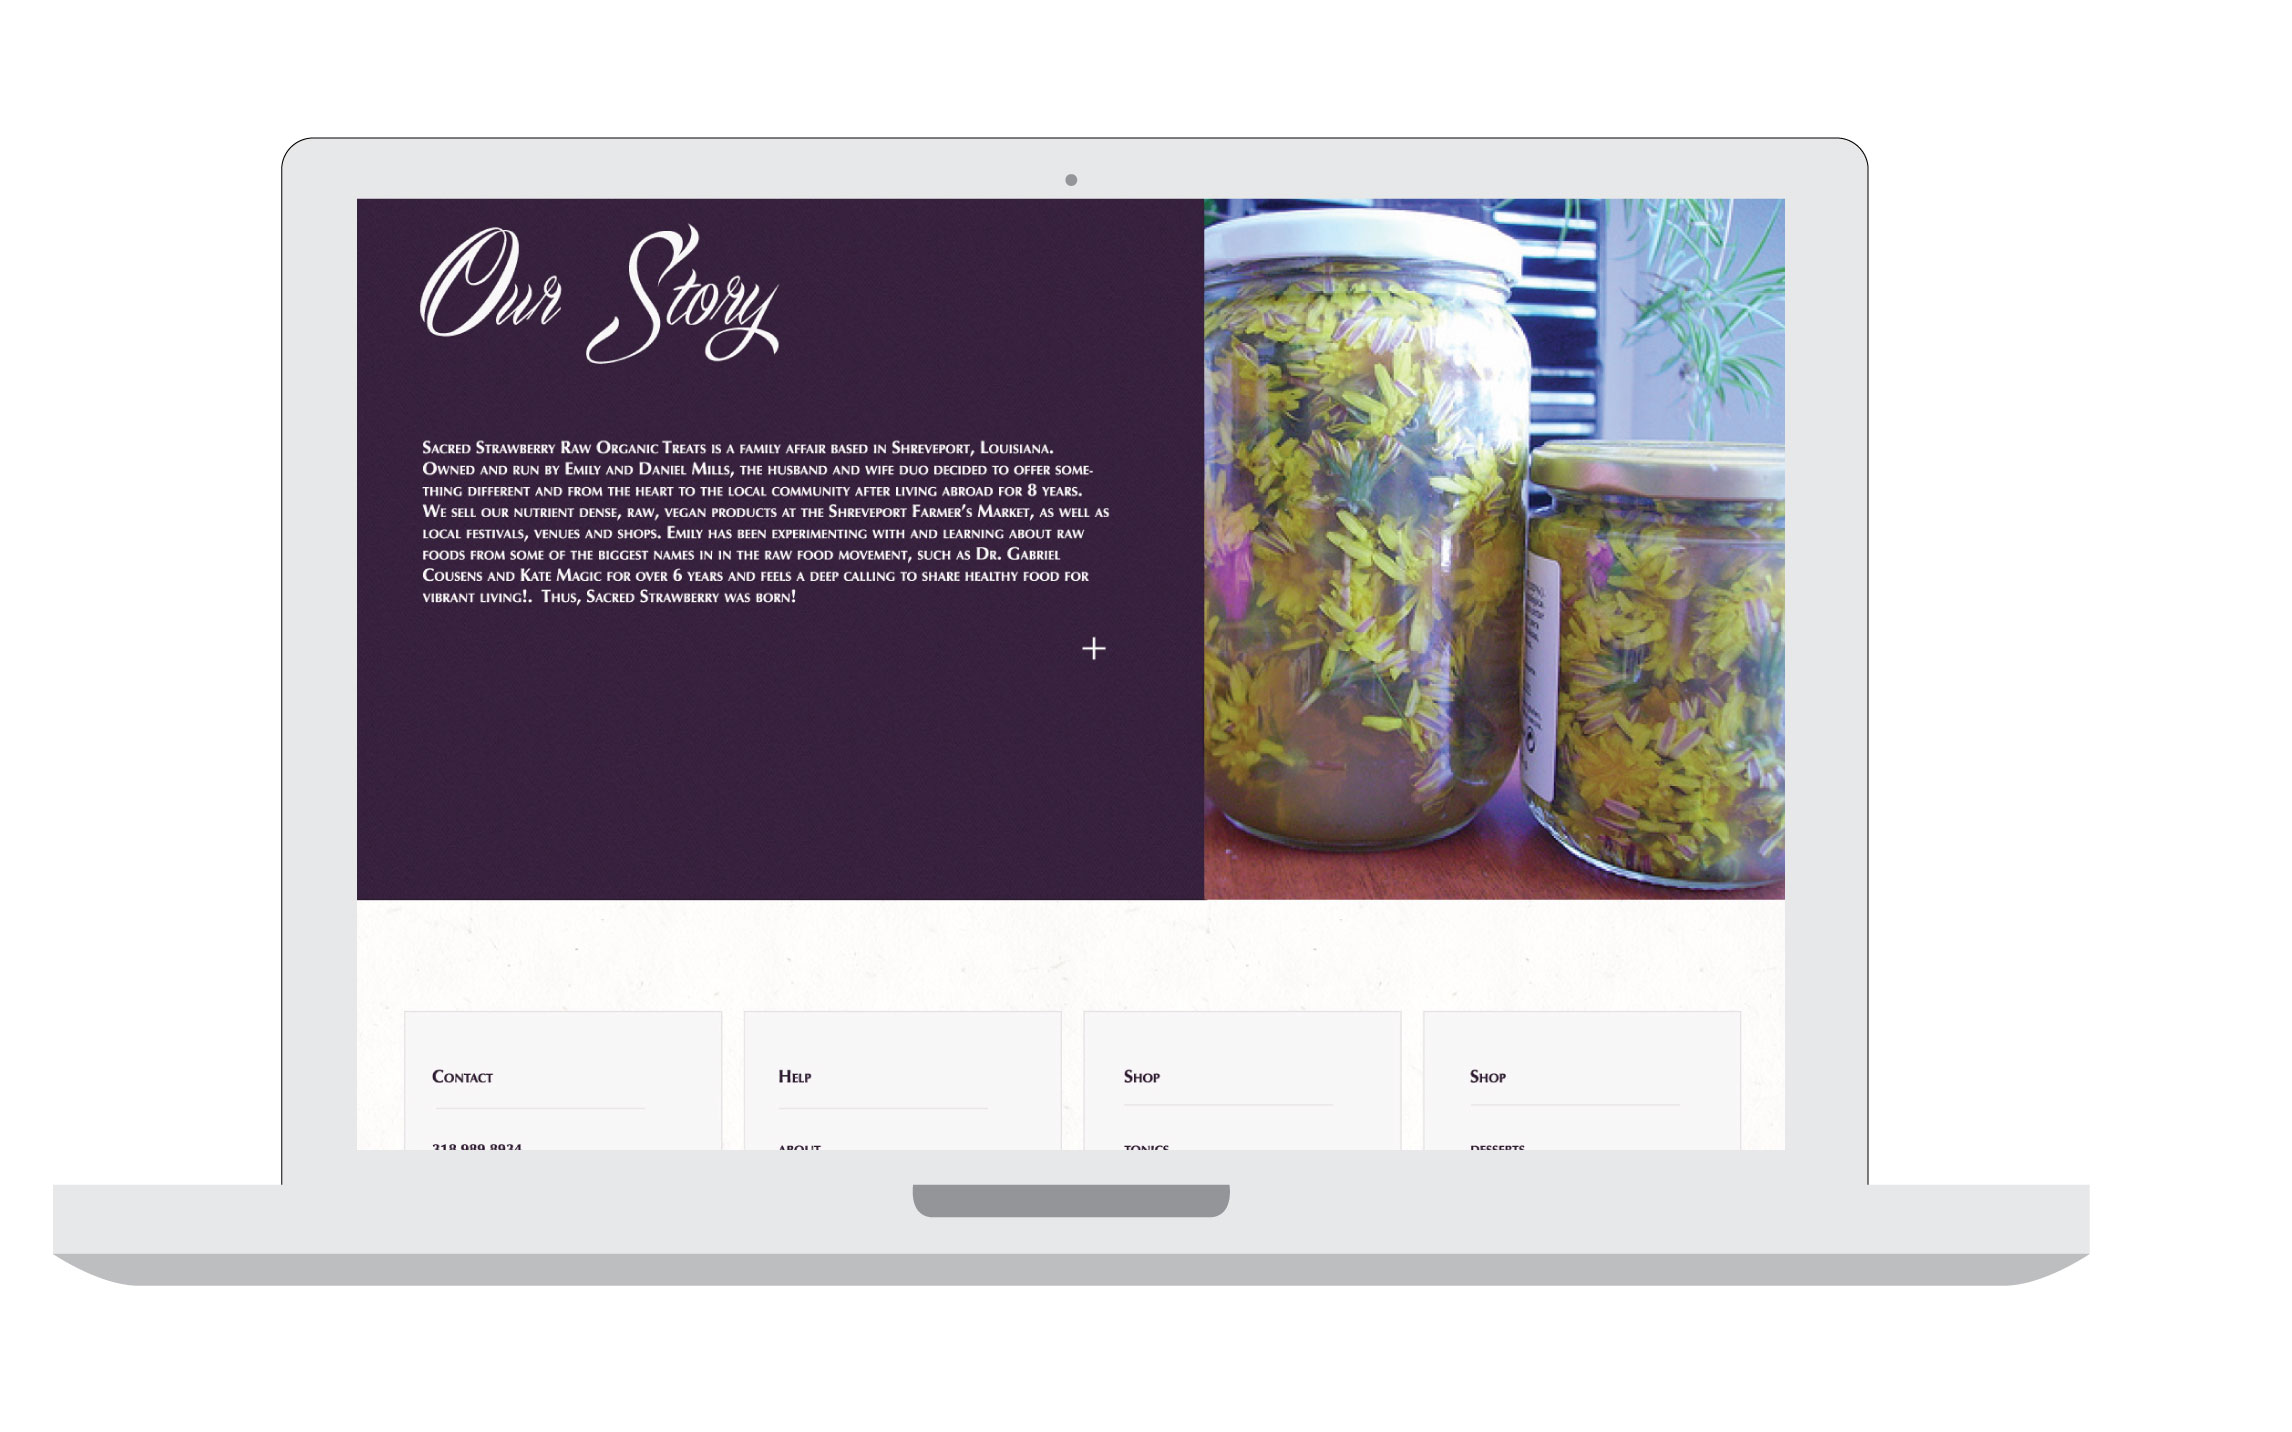 Our Story
Sacred Strawberry Raw Organic Treats is a family affair based in Shreveport, Louisiana.
Owned and run by Emily and Daniel Mills, the husband and wife duo decided to offer some-
thing different and from the heart to the local community after living abroad for 8 years.
We sell our nutrient dense, raw, vegan products at the Shreveport Farmer's Market, as well as
local festivals, venues and shops. Emily has been experimenting with and learning about raw
foods from some of the biggest names in in the raw food movement, such as Dr. Gabriel
Cousens and Kate Magic for over 6 years and feels a deep calling to share healthy food for
vibrant living!.  Thus, Sacred Strawberry was born!
+
Contact
Help
Shop
Shop
318.989.8934
about
tonics
desserts